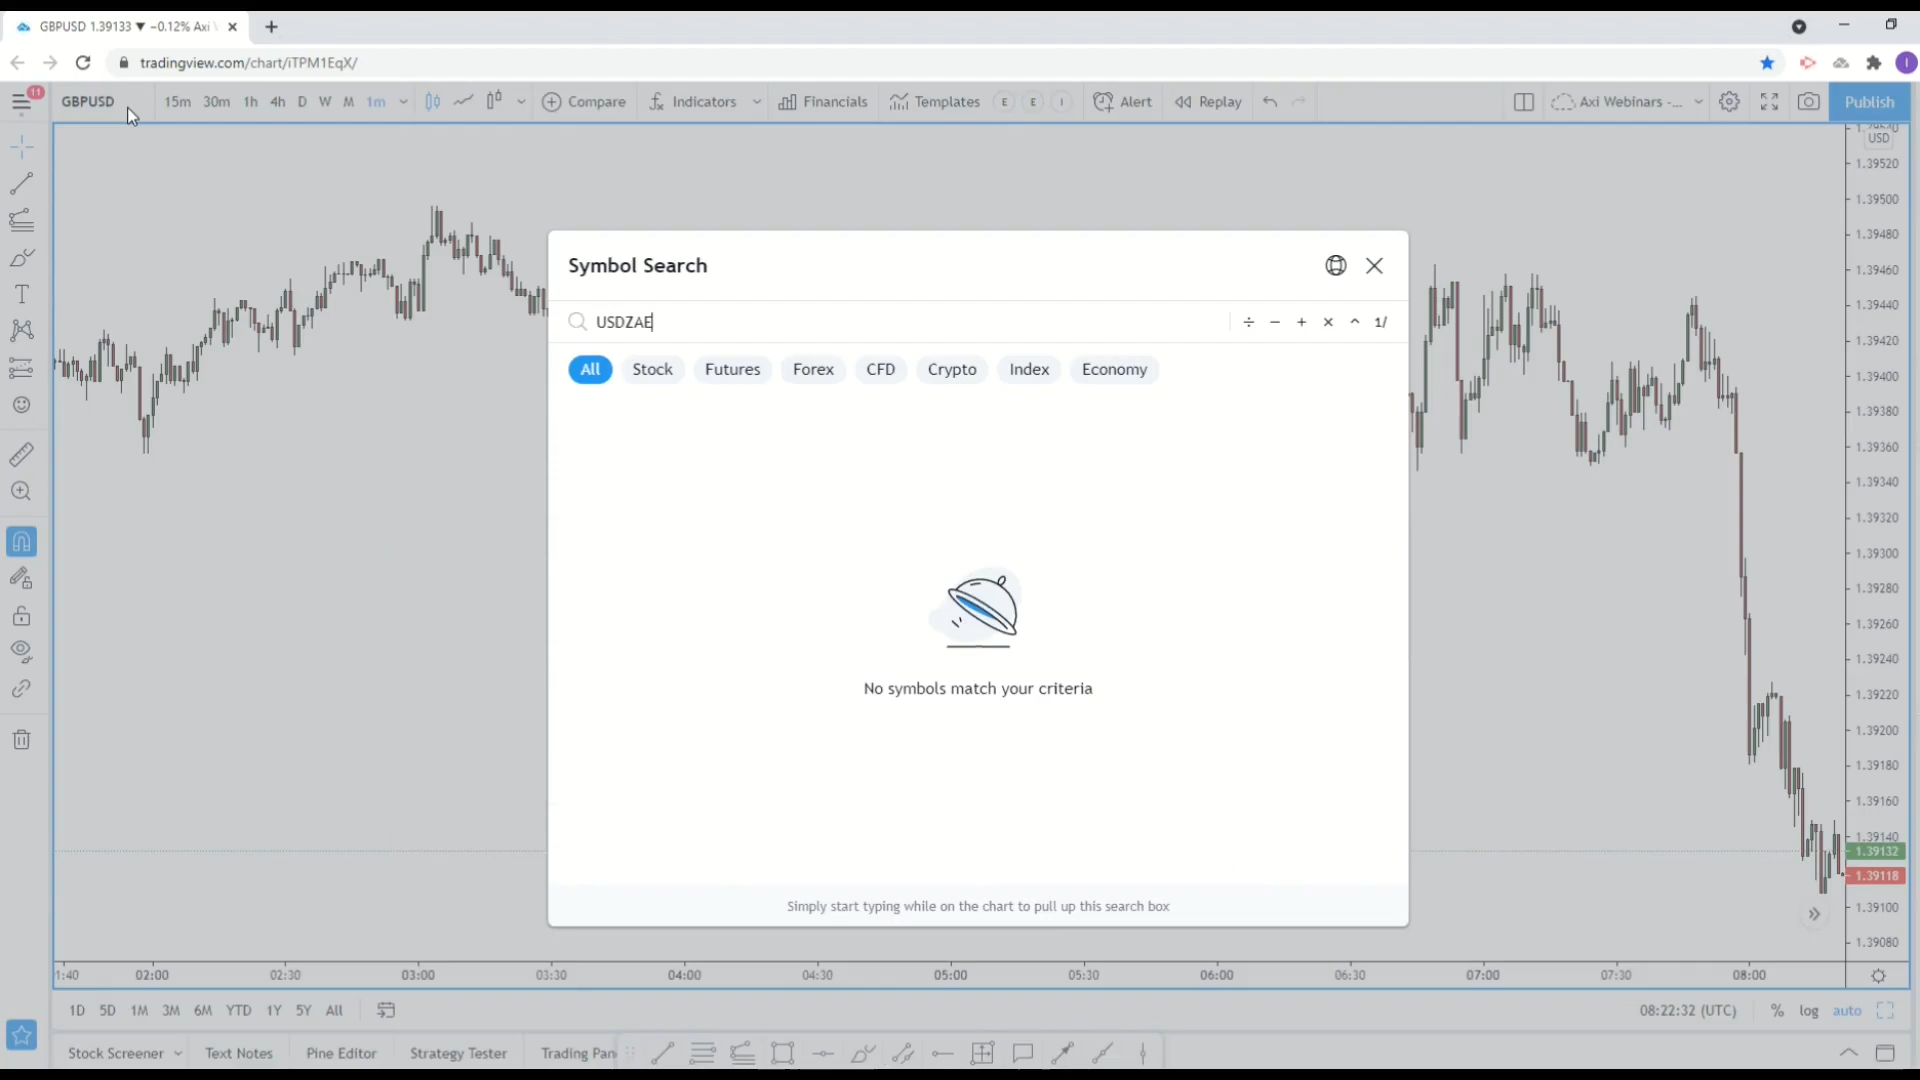 GBPUSD 1.39133 ▼ −0.12% Axi
tradingview.com/chart/iTPM1EqX/
11
GBPUSD 15m 30m 1h 4h D W M 1m Compare Indicators Financials Templates E E I Alert Replay Axi Webinars -... Publish
USD
1.39520
1.39500
1.39480
1.39460
1.39440
1.39420
1.39400
1.39380
1.39360
1.39340
1.39320
1.39300
1.39280
1.39260
1.39240
1.39220
1.39200
1.39180
1.39160
1.39140
1.39132
1.39118
1.39100
1.39080
Symbol Search
USDZAE ÷ − + × ^ 1/
All Stock Futures Forex CFD Crypto Index Economy
No symbols match your criteria
Simply start typing while on the chart to pull up this search box
1:40 02:00 02:30 03:00 03:30 04:00 04:30 05:00 05:30 06:00 06:30 07:00 07:30 08:00
1D 5D 1M 3M 6M YTD 1Y 5Y All 08:22:32 (UTC) % log auto
Stock Screener Text Notes Pine Editor Strategy Tester Trading Pan